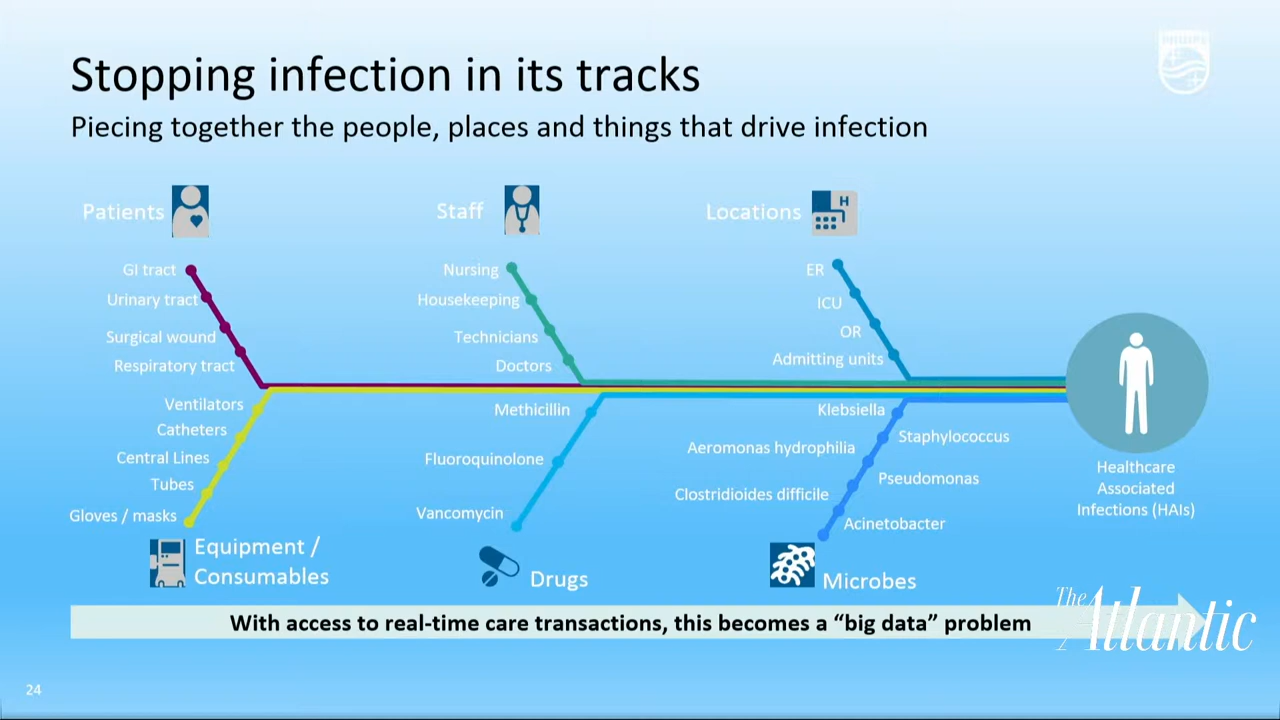 PHILIPS
Stopping infection in its tracks
Piecing together the people, places and things that drive infection
Patients
Staff
Locations
H
GI tract
Urinary tract
Surgical wound
Respiratory tract
Nursing
Housekeeping
Technicians
Doctors
ER
ICU
OR
Admitting units
Ventilators
Catheters
Central Lines
Tubes
Gloves / masks
Equipment /
Consumables
Methicillin
Fluoroquinolone
Vancomycin
Drugs
Klebsiella
Staphylococcus
Aeromonas hydrophilia
Pseudomonas
Clostridioides difficile
Acinetobacter
Microbes
Healthcare
Associated
Infections (HAIs)
With access to real-time care transactions, this becomes a “big data” problem
The
Atlantic
24